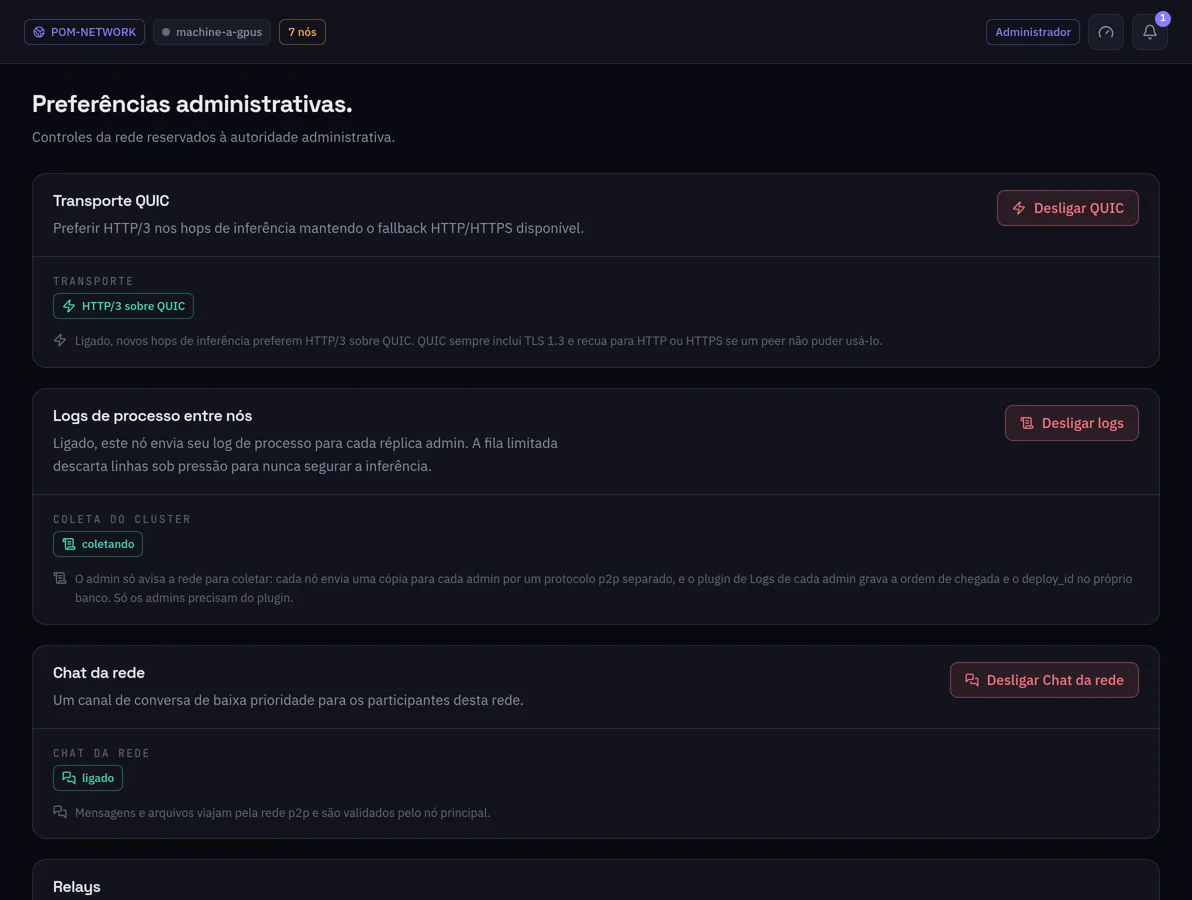 POM-NETWORK
machine-a-gpus
7 nós
Administrador
1
Preferências administrativas.
Controles da rede reservados à autoridade administrativa.
Transporte QUIC
Preferir HTTP/3 nos hops de inferência mantendo o fallback HTTP/HTTPS disponível.
Desligar QUIC
TRANSPORTE
HTTP/3 sobre QUIC
Ligado, novos hops de inferência preferem HTTP/3 sobre QUIC. QUIC sempre inclui TLS 1.3 e recua para HTTP ou HTTPS se um peer não puder usá-lo.
Logs de processo entre nós
Ligado, este nó envia seu log de processo para cada réplica admin. A fila limitada
descarta linhas sob pressão para nunca segurar a inferência.
Desligar logs
COLETA DO CLUSTER
coletando
O admin só avisa a rede para coletar: cada nó envia uma cópia para cada admin por um protocolo p2p separado, e o plugin de Logs de cada admin grava a ordem de chegada e o deploy_id no próprio
banco. Só os admins precisam do plugin.
Chat da rede
Um canal de conversa de baixa prioridade para os participantes desta rede.
Desligar Chat da rede
CHAT DA REDE
ligado
Mensagens e arquivos viajam pela rede p2p e são validados pelo nó principal.
Relays